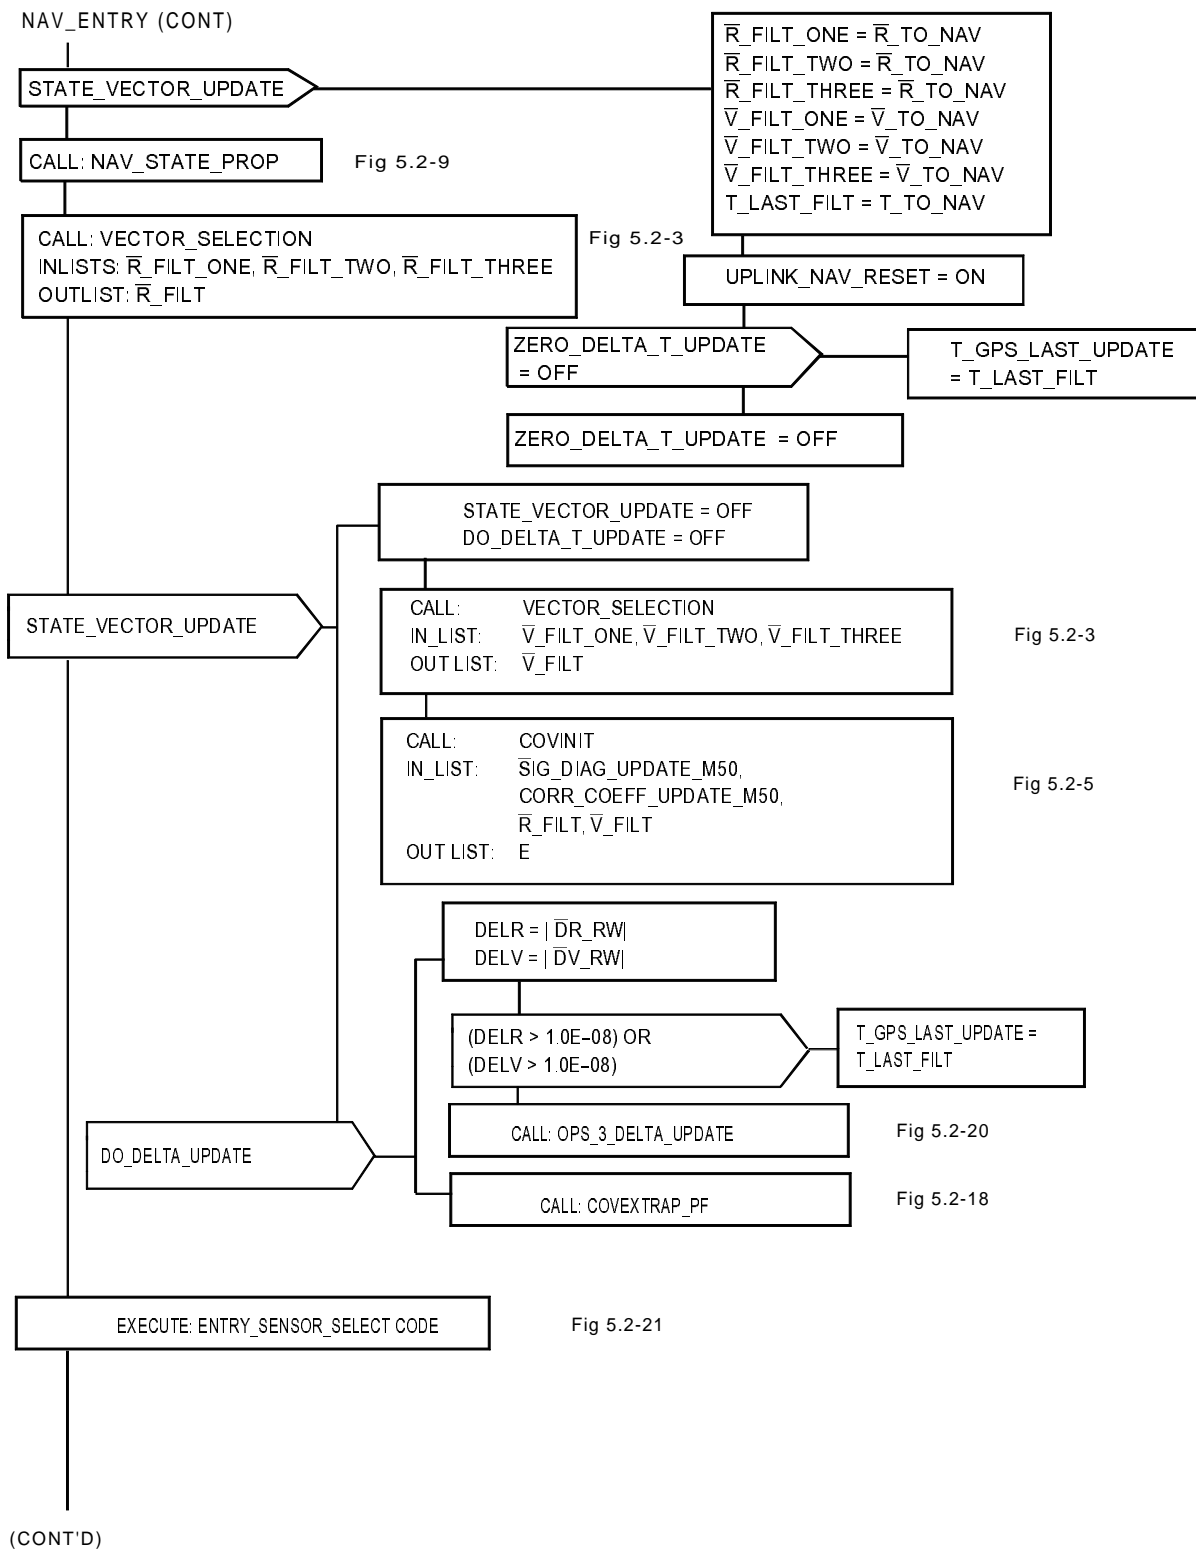 NAV_ENTRY (CONT)
STATE_VECTOR_UPDATE
R̅_FILT_ONE = R̅_TO_NAV
R̅_FILT_TWO = R̅_TO_NAV
R̅_FILT_THREE = R̅_TO_NAV
V̅_FILT_ONE = V̅_TO_NAV
V̅_FILT_TWO = V̅_TO_NAV
V̅_FILT_THREE = V̅_TO_NAV
T_LAST_FILT = T_TO_NAV
CALL: NAV_STATE_PROP
Fig 5.2-9
CALL: VECTOR_SELECTION
INLISTS: R̅_FILT_ONE, R̅_FILT_TWO, R̅_FILT_THREE
OUTLIST: R̅_FILT
Fig 5.2-3
UPLINK_NAV_RESET = ON
ZERO_DELTA_T_UPDATE
= OFF
T_GPS_LAST_UPDATE
= T_LAST_FILT
ZERO_DELTA_T_UPDATE = OFF
STATE_VECTOR_UPDATE
STATE_VECTOR_UPDATE = OFF
DO_DELTA_T_UPDATE = OFF
CALL: VECTOR_SELECTION
IN_LIST: V̅_FILT_ONE, V̅_FILT_TWO, V̅_FILT_THREE
OUT LIST: V̅_FILT
Fig 5.2-3
CALL: COVINIT
IN_LIST: S̅IG_DIAG_UPDATE_M50,
CORR_COEFF_UPDATE_M50,
R̅_FILT, V̅_FILT
OUT LIST: E
Fig 5.2-5
DO_DELTA_UPDATE
DELR = | D̅R_RW|
DELV = | D̅V_RW|
(DELR > 1.0E–08) OR
(DELV > 1.0E–08)
T_GPS_LAST_UPDATE =
T_LAST_FILT
CALL: OPS_3_DELTA_UPDATE
Fig 5.2-20
CALL: COVEXTRAP_PF
Fig 5.2-18
EXECUTE: ENTRY_SENSOR_SELECT CODE
Fig 5.2-21
(CONT'D)